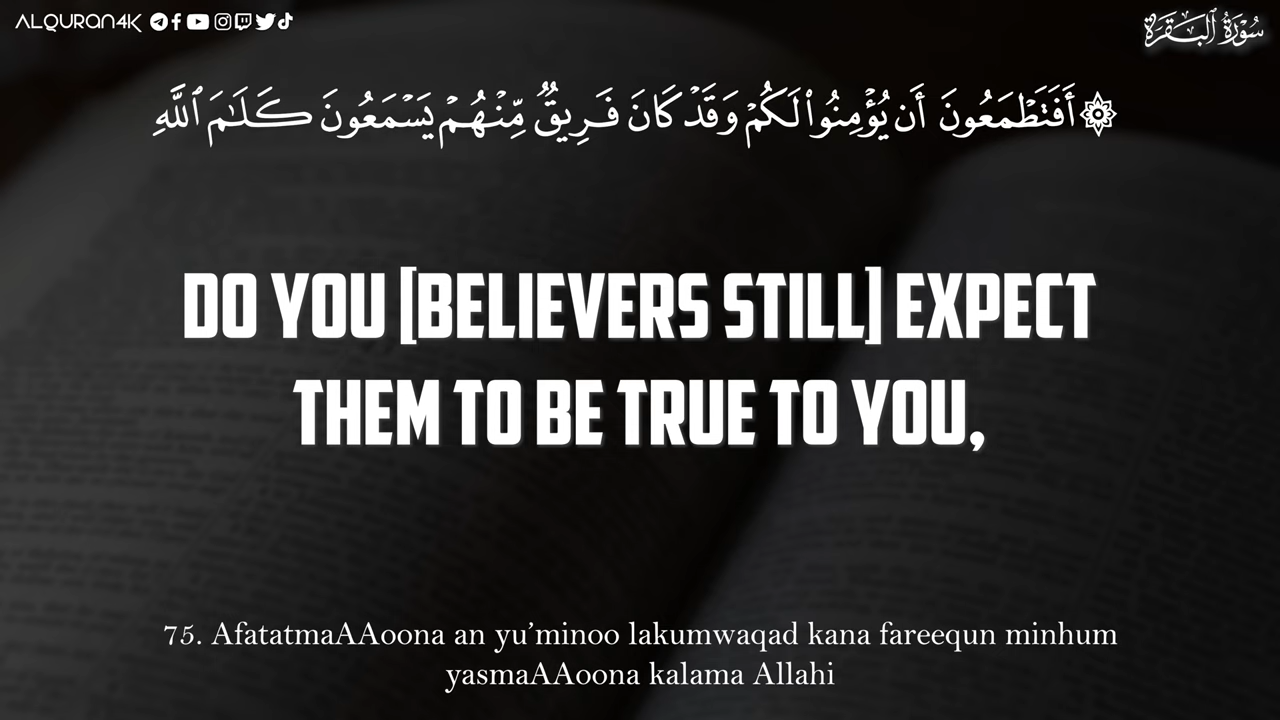 ALQURAN4K
سُورَةُ البَقَرَةِ
۞ أَفَتَطْمَعُونَ أَن يُؤْمِنُوا۟ لَكُمْ وَقَدْ كَانَ فَرِيقٌ مِّنْهُمْ يَسْمَعُونَ كَلَـٰمَ ٱللَّهِ
DO YOU [BELIEVERS STILL] EXPECT
THEM TO BE TRUE TO YOU,
75. AfatatmaAAoona an yu’minoo lakumwaqad kana fareequn minhum
yasmaAAoona kalama Allahi